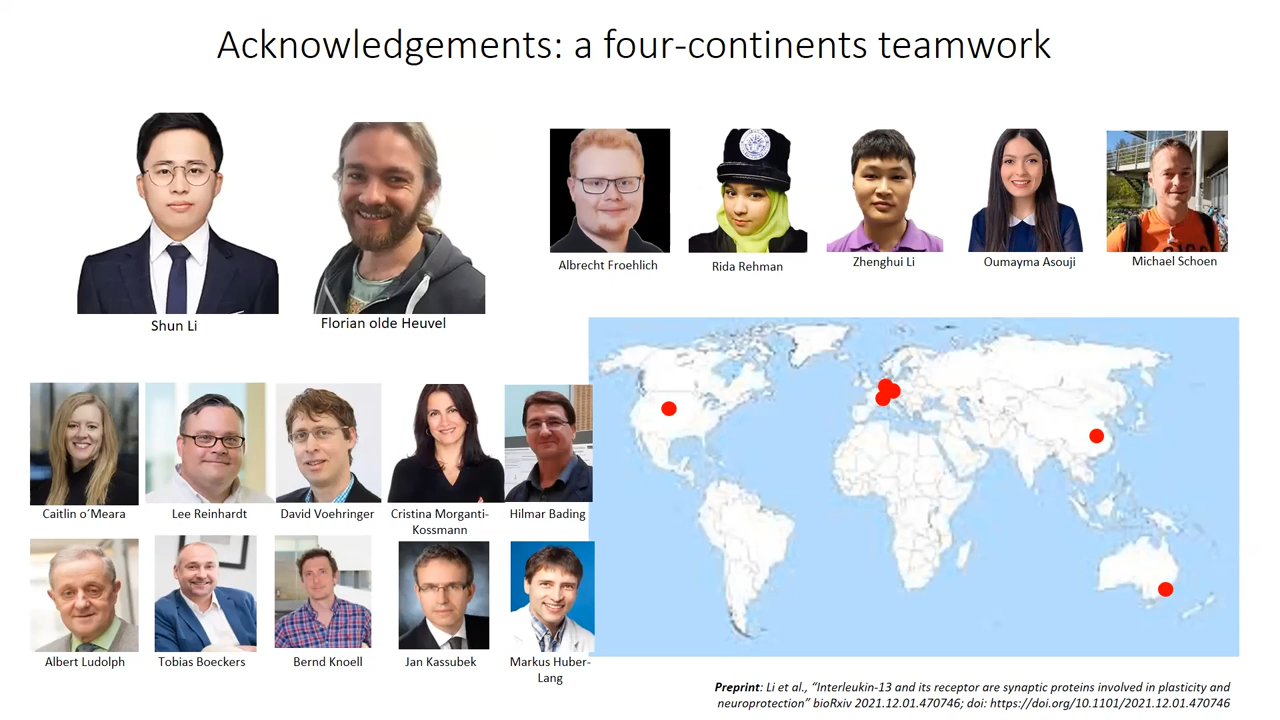 Acknowledgements: a four-continents teamwork
Shun Li
Florian olde Heuvel
Albrecht Froehlich
Rida Rehman
Zhenghui Li
Oumayma Asouji
Michael Schoen
Caitlin o´Meara
Lee Reinhardt
David Voehringer
Cristina Morganti-
Kossmann
Hilmar Bading
Albert Ludolph
Tobias Boeckers
Bernd Knoell
Jan Kassubek
Markus Huber-
Lang
Preprint: Li et al., “Interleukin-13 and its receptor are synaptic proteins involved in plasticity and
neuroprotection” bioRxiv 2021.12.01.470746; doi: https://doi.org/10.1101/2021.12.01.470746